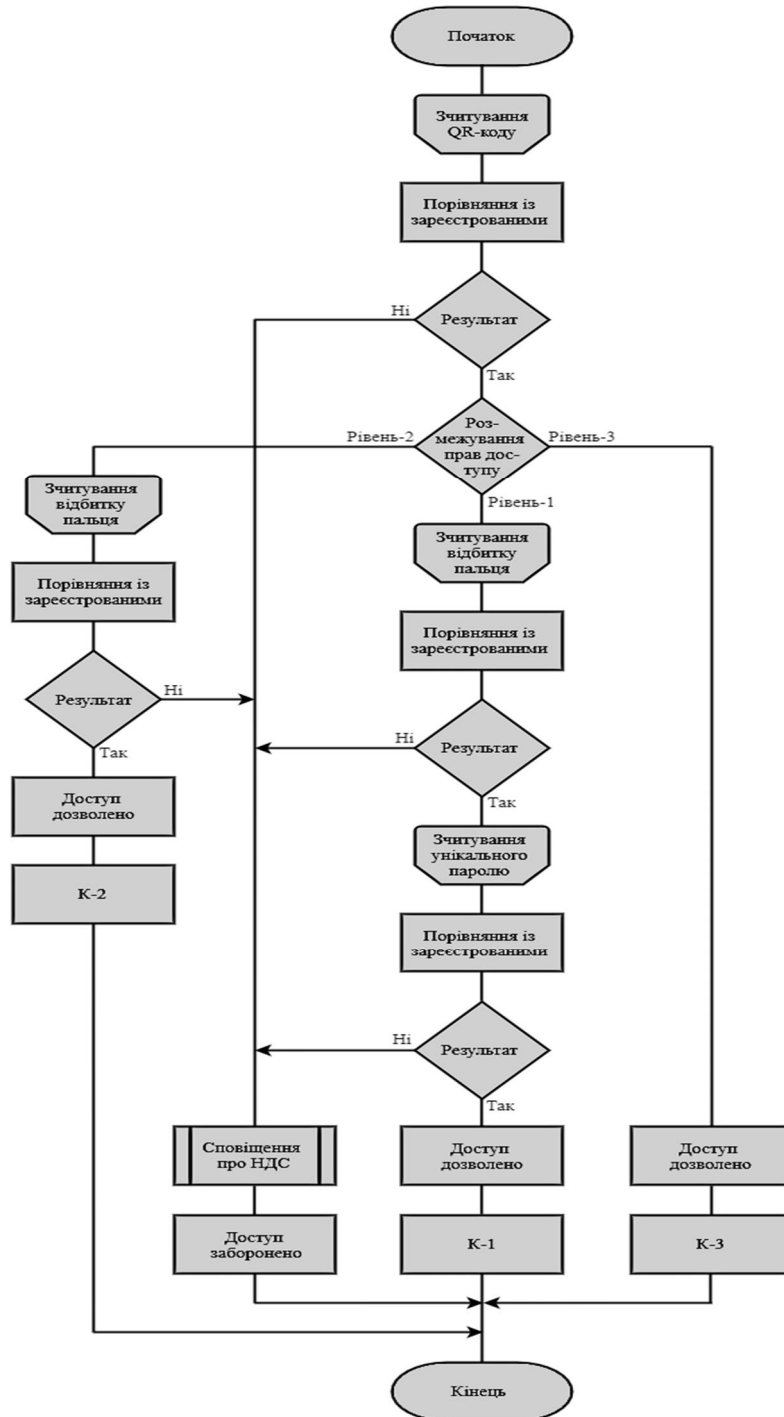 Початок
Зчитування
QR-коду
Порівняння із
зареєстрованими
Ні
Результат
Так
Рівень-2
Роз-
межування
прав дос-
тупу
Рівень-3
Рівень-1
Зчитування
відбитку
пальця
Порівняння із
зареєстрованими
Результат
Ні
Так
Доступ
дозволено
К-2
Зчитування
відбитку
пальця
Порівняння із
зареєстрованими
Ні
Результат
Так
Зчитування
унікального
паролю
Порівняння із
зареєстрованими
Ні
Результат
Так
Сповіщення
про НДС
Доступ
заборонено
Доступ
дозволено
К-1
Доступ
дозволено
К-3
Кінець